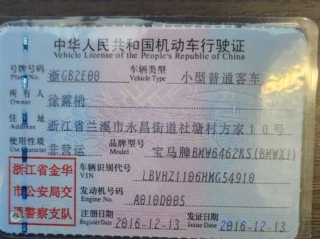 中华人民共和国机动车行驶证
Vehicle License of the People's Republic of China
号牌号码 浙GB2E00 车辆类型 小型普通客车
Plate No. Vehicle Type
所有人 徐霞
Owner
住址 浙江省兰溪市永昌街道社塘村方家10号
Address
使用性质 非营运 品牌型号 宝马牌BMW6462KS(BMWX1)
Use Character Model
浙江省金华
市公安局交
通警察支队
车辆识别代号 LBVHZ1106HMG54910
VIN
发动机号码 A010D005
Engine No.
注册日期 2016-12-13 发证日期 2016-12-13
Register Date Issue Date